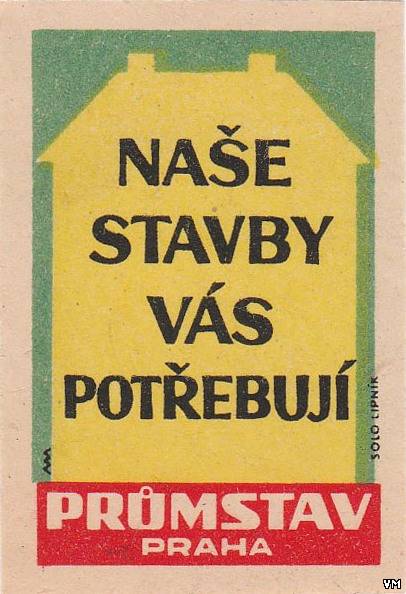 NAŠE
STAVBY
VÁS
POTŘEBUJÍ
SOLO LIPNÍK
PRŮMSTAV
PRAHA
VM